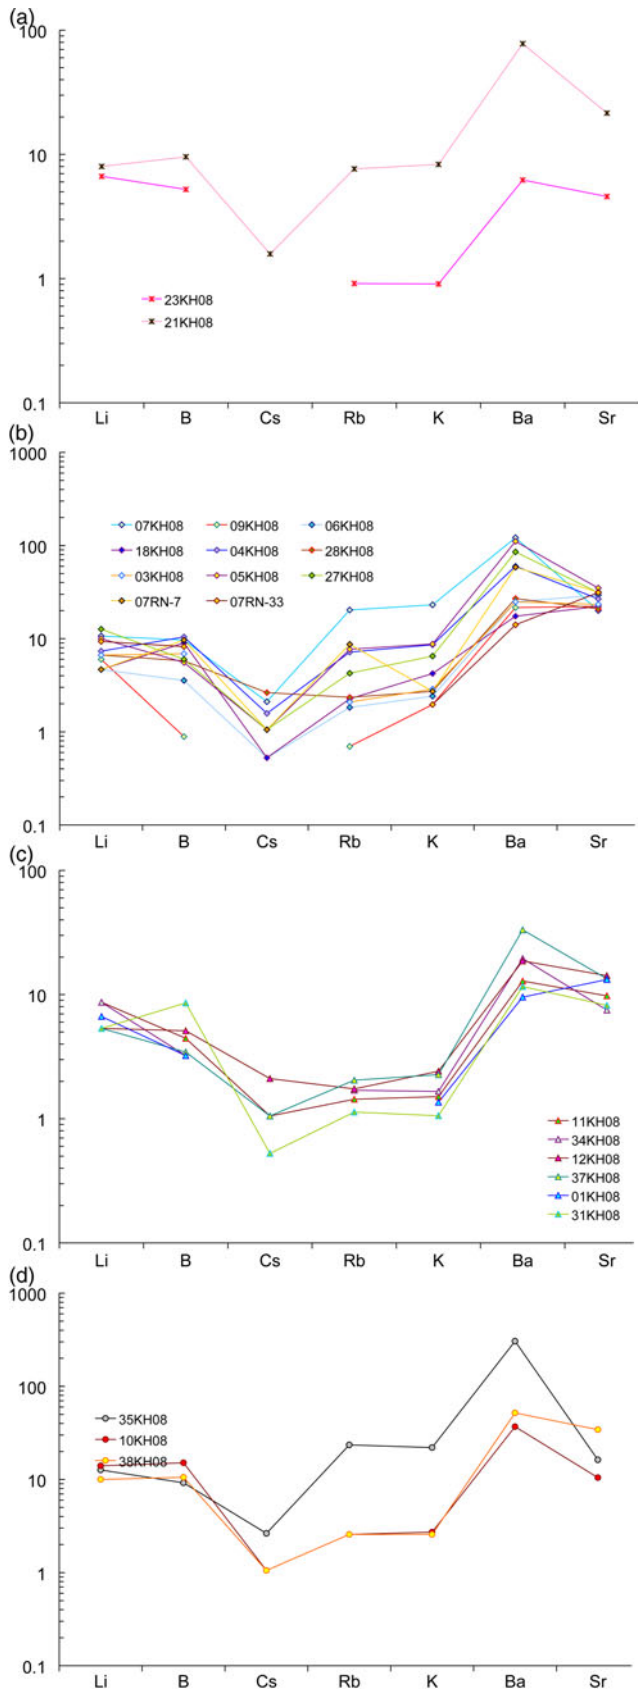 (a)
100
10
1
0.1
23KH08
21KH08
Li B Cs Rb K Ba Sr
(b)
1000
100
10
1
0.1
07KH08 09KH08 06KH08
18KH08 04KH08 28KH08
03KH08 05KH08 27KH08
07RN-7 07RN-33
Li B Cs Rb K Ba Sr
(c)
100
10
1
0.1
11KH08
34KH08
12KH08
37KH08
01KH08
31KH08
Li B Cs Rb K Ba Sr
(d)
1000
100
10
1
0.1
35KH08
10KH08
38KH08
Li B Cs Rb K Ba Sr